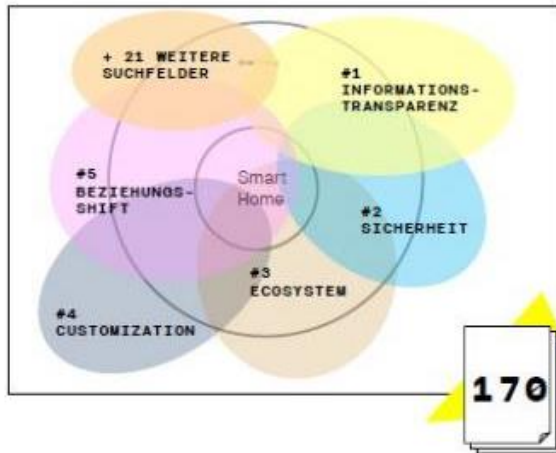 + 21 WEITERE
SUCHFELDER
#1
INFORMATIONS-
TRANSPARENZ
#5
BEZIEHUNGS-
SHIFT
Smart
Home
#2
SICHERHEIT
#3
ECOSYSTEM
#4
CUSTOMIZATION
170